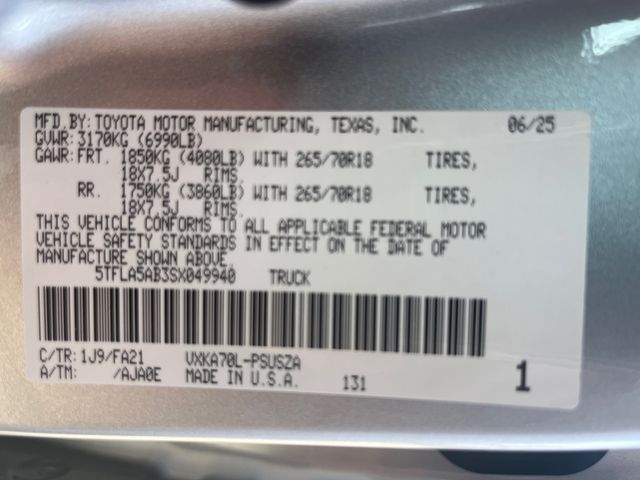 MFD.BY: TOYOTA MOTOR MANUFACTURING, TEXAS, INC. 06/25
GVWR: 3170KG (6990LB)
GAWR: FRT. 1850KG (4080LB) WITH 265/70R18 TIRES,
18X7.5J RIMS.
RR. 1750KG (3860LB) WITH 265/70R18 TIRES,
18X7.5J RIMS.
THIS VEHICLE CONFORMS TO ALL APPLICABLE FEDERAL MOTOR
VEHICLE SAFETY STANDARDS IN EFFECT ON THE DATE OF
MANUFACTURE SHOWN ABOVE.
5TFLA5AB3SX049940 TRUCK
C/TR: 1J9/FA21 VXKA70L-PSUSZA
A/TM: /AJA0E MADE IN U.S.A. 131 1